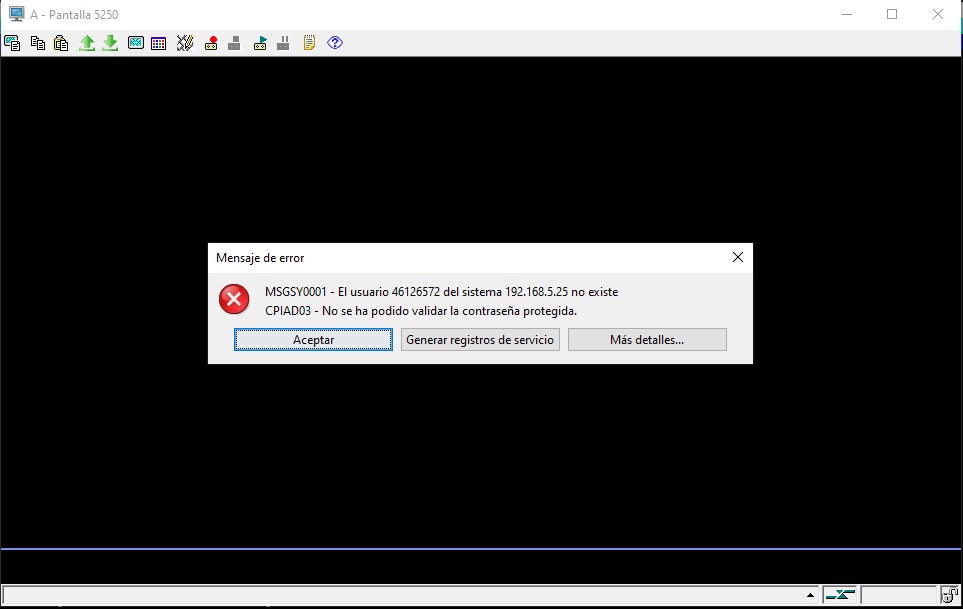 A - Pantalla 5250
Mensaje de error
MSGSY0001 - El usuario 46126572 del sistema 192.168.5.25 no existe
CPIAD03 - No se ha podido validar la contraseña protegida.
Aceptar
Generar registros de servicio
Más detalles...